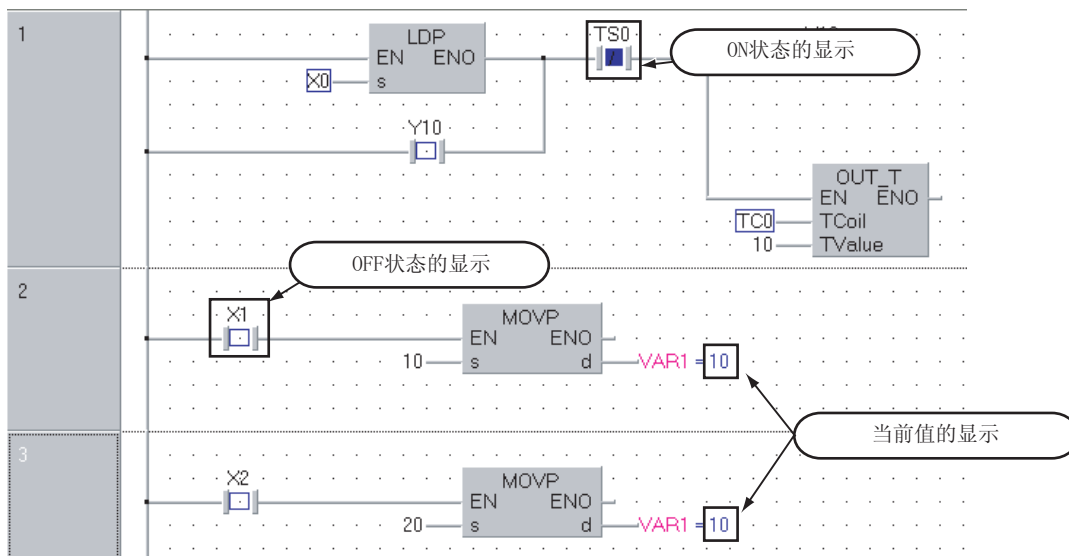 1
LDP
EN ENO
X0
s
TS0
ON状态的显示
Y10
OUT_T
EN ENO
TC0
TCoil
10
TValue
OFF状态的显示
2
X1
MOVP
EN ENO
10
s d
VAR1 = 10
当前值的显示
3
X2
MOVP
EN ENO
20
s d
VAR1 = 10